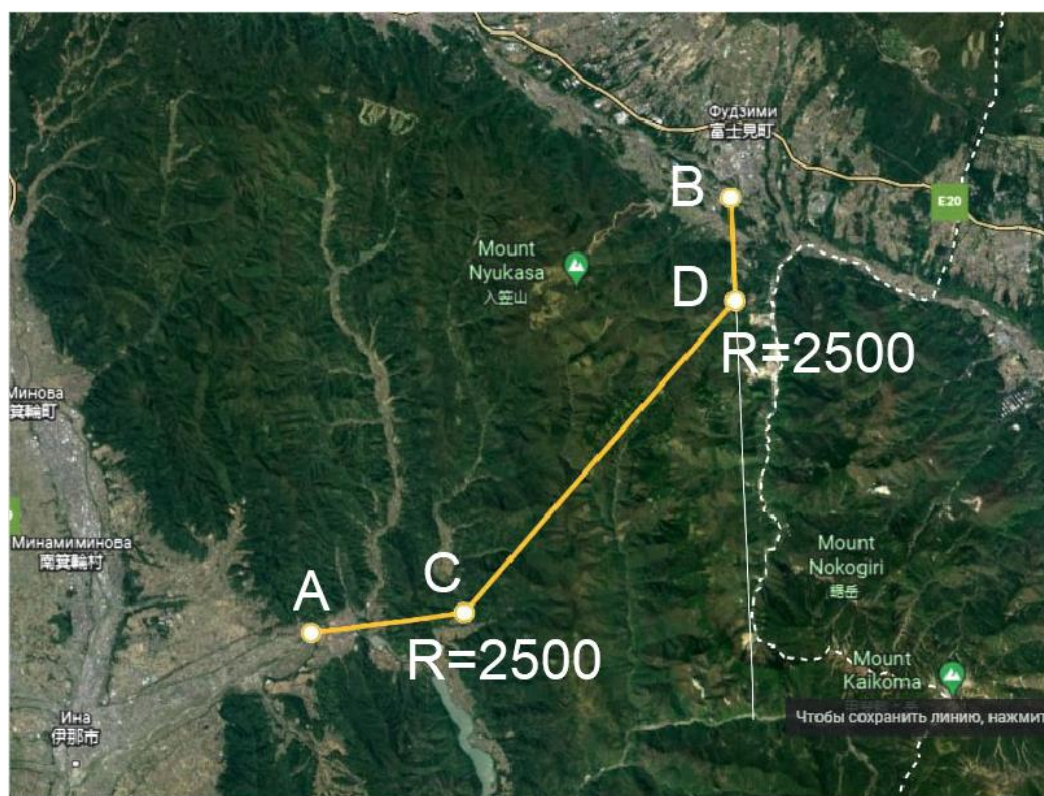 Фудзими
富士見町
B
E20
Mount
Nyukasa
入笠山
D
R=2500
Минова
箕輪町
Минамиминова
南箕輪村
Mount
Nokogiri
鋸岳
C
A
R=2500
Mount
Kaikoma
Чтобы сохранить линию, нажмит
Ина
伊那市